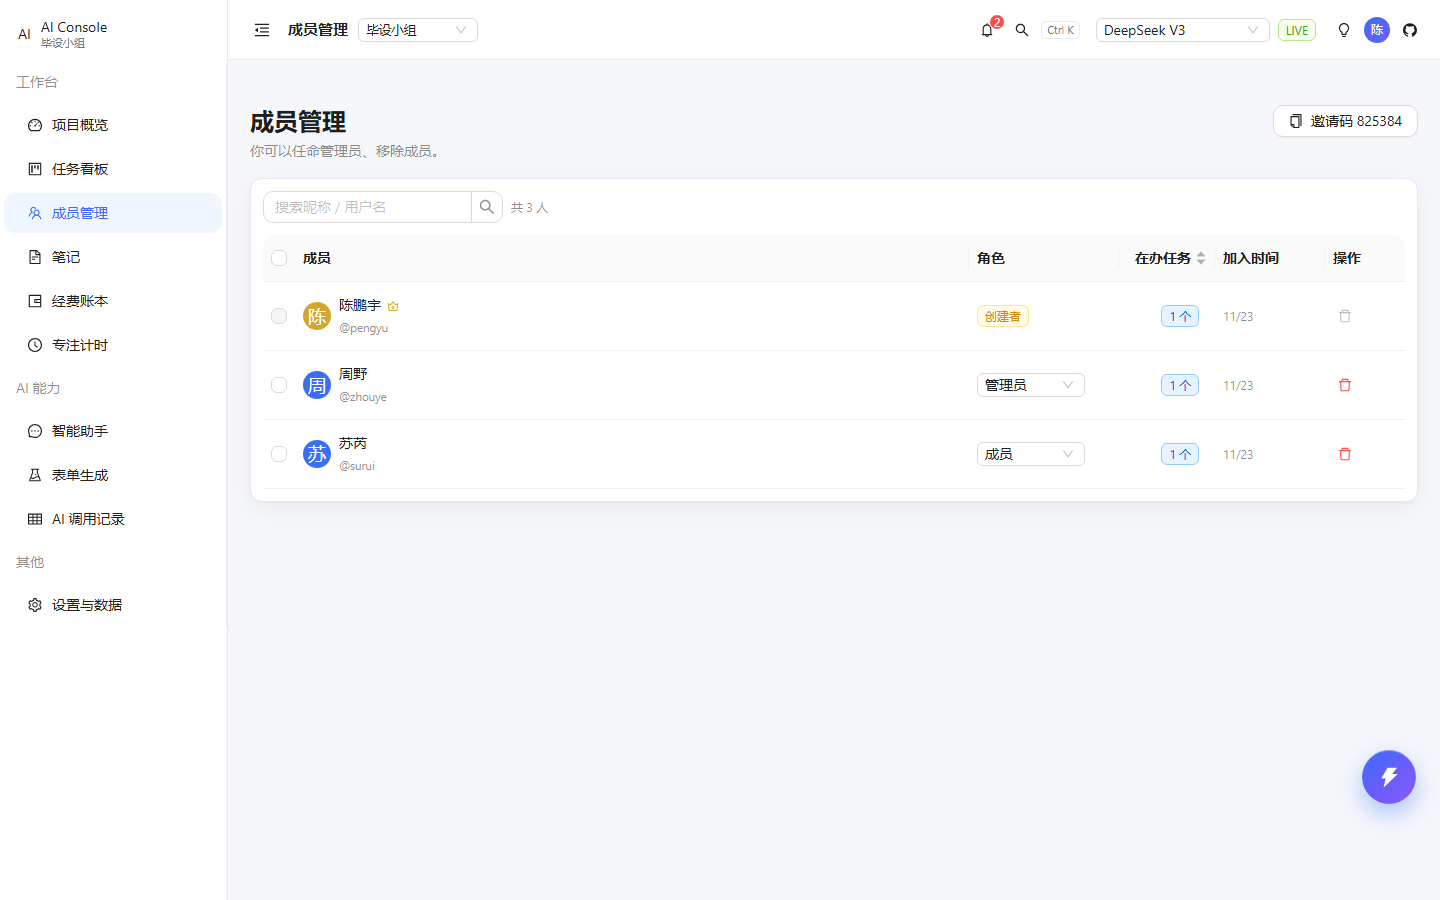 AI
AI Console
毕设小组
工作台
项目概览
任务看板
成员管理
笔记
经费账本
专注计时
AI 能力
智能助手
表单生成
AI 调用记录
其他
设置与数据
成员管理
毕设小组
2
Ctrl K
DeepSeek V3
LIVE
陈
成员管理
你可以任命管理员、移除成员。
邀请码 825384
搜索昵称 / 用户名
共 3 人
成员 角色 在办任务 加入时间 操作
陈 陈鹏宇 @pengyu 创建者 1 个 11/23
周 周野 @zhouye 管理员 1 个 11/23
苏 苏芮 @surui 成员 1 个 11/23